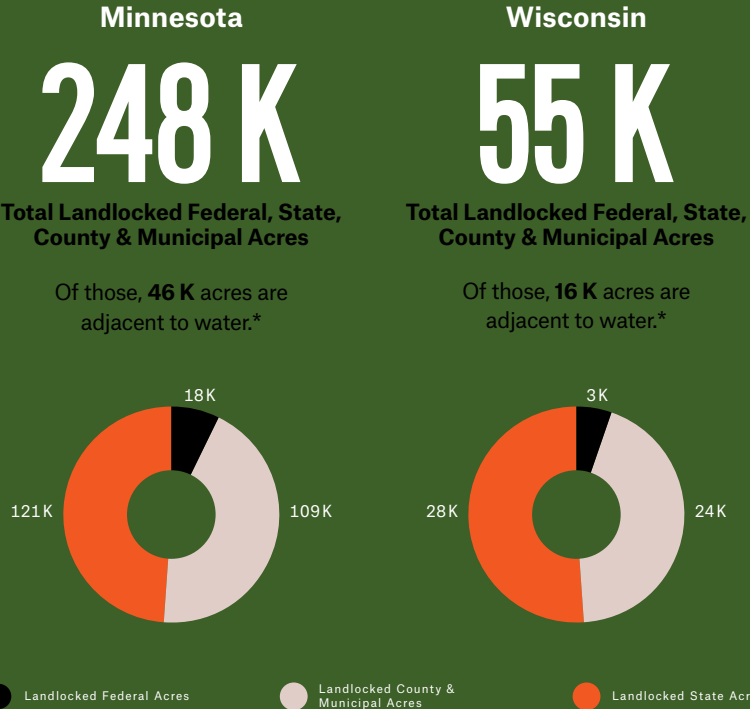 Minnesota
248 K
Total Landlocked Federal, State,
County & Municipal Acres
Of those, 46 K acres are
adjacent to water.*
18K
121K
109K
Wisconsin
55 K
Total Landlocked Federal, State,
County & Municipal Acres
Of those, 16 K acres are
adjacent to water.*
3K
28K
24K
Landlocked Federal Acres
Landlocked County &
Municipal Acres
Landlocked State Acr